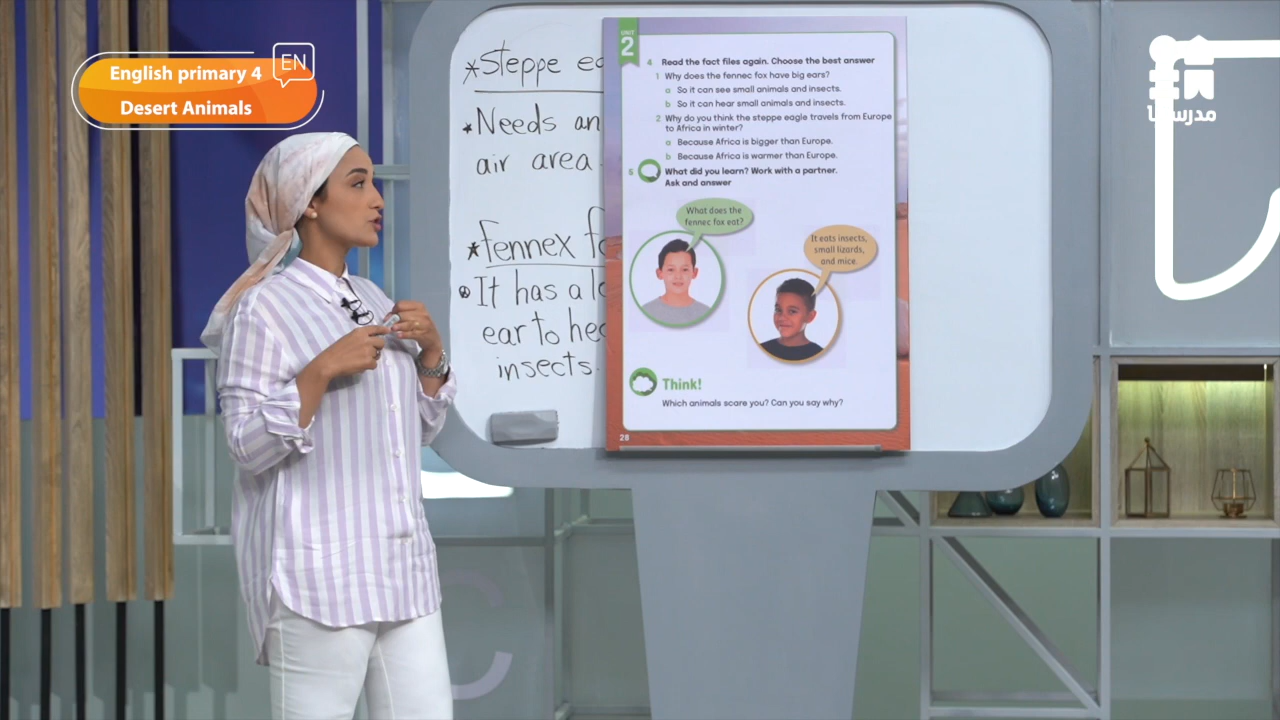 English primary 4
EN
Desert Animals
مدرستنا
*Steppe ea
*Needs an
air area
*Fennex fo
It has a lo
ear to hea
insects.
UNIT
2
4 Read the fact files again. Choose the best answer
1 Why does the fennec fox have big ears?
a So it can see small animals and insects.
b So it can hear small animals and insects.
2 Why do you think the steppe eagle travels from Europe
to Africa in winter?
a Because Africa is bigger than Europe.
b Because Africa is warmer than Europe.
5 What did you learn? Work with a partner.
Ask and answer
What does the
fennec fox eat?
It eats insects,
small lizards,
and mice.
Think!
Which animals scare you? Can you say why?
28